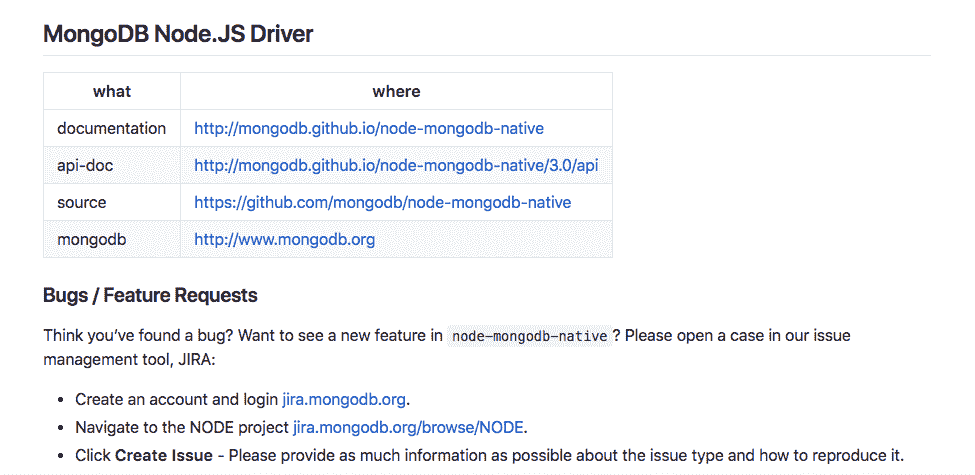 MongoDB Node.JS Driver
what where
documentation http://mongodb.github.io/node-mongodb-native
api-doc http://mongodb.github.io/node-mongodb-native/3.0/api
source https://github.com/mongodb/node-mongodb-native
mongodb http://www.mongodb.org
Bugs / Feature Requests
Think you’ve found a bug? Want to see a new feature in node-mongodb-native? Please open a case in our issue
management tool, JIRA:
• Create an account and login jira.mongodb.org.
• Navigate to the NODE project jira.mongodb.org/browse/NODE.
• Click Create Issue - Please provide as much information as possible about the issue type and how to reproduce it.